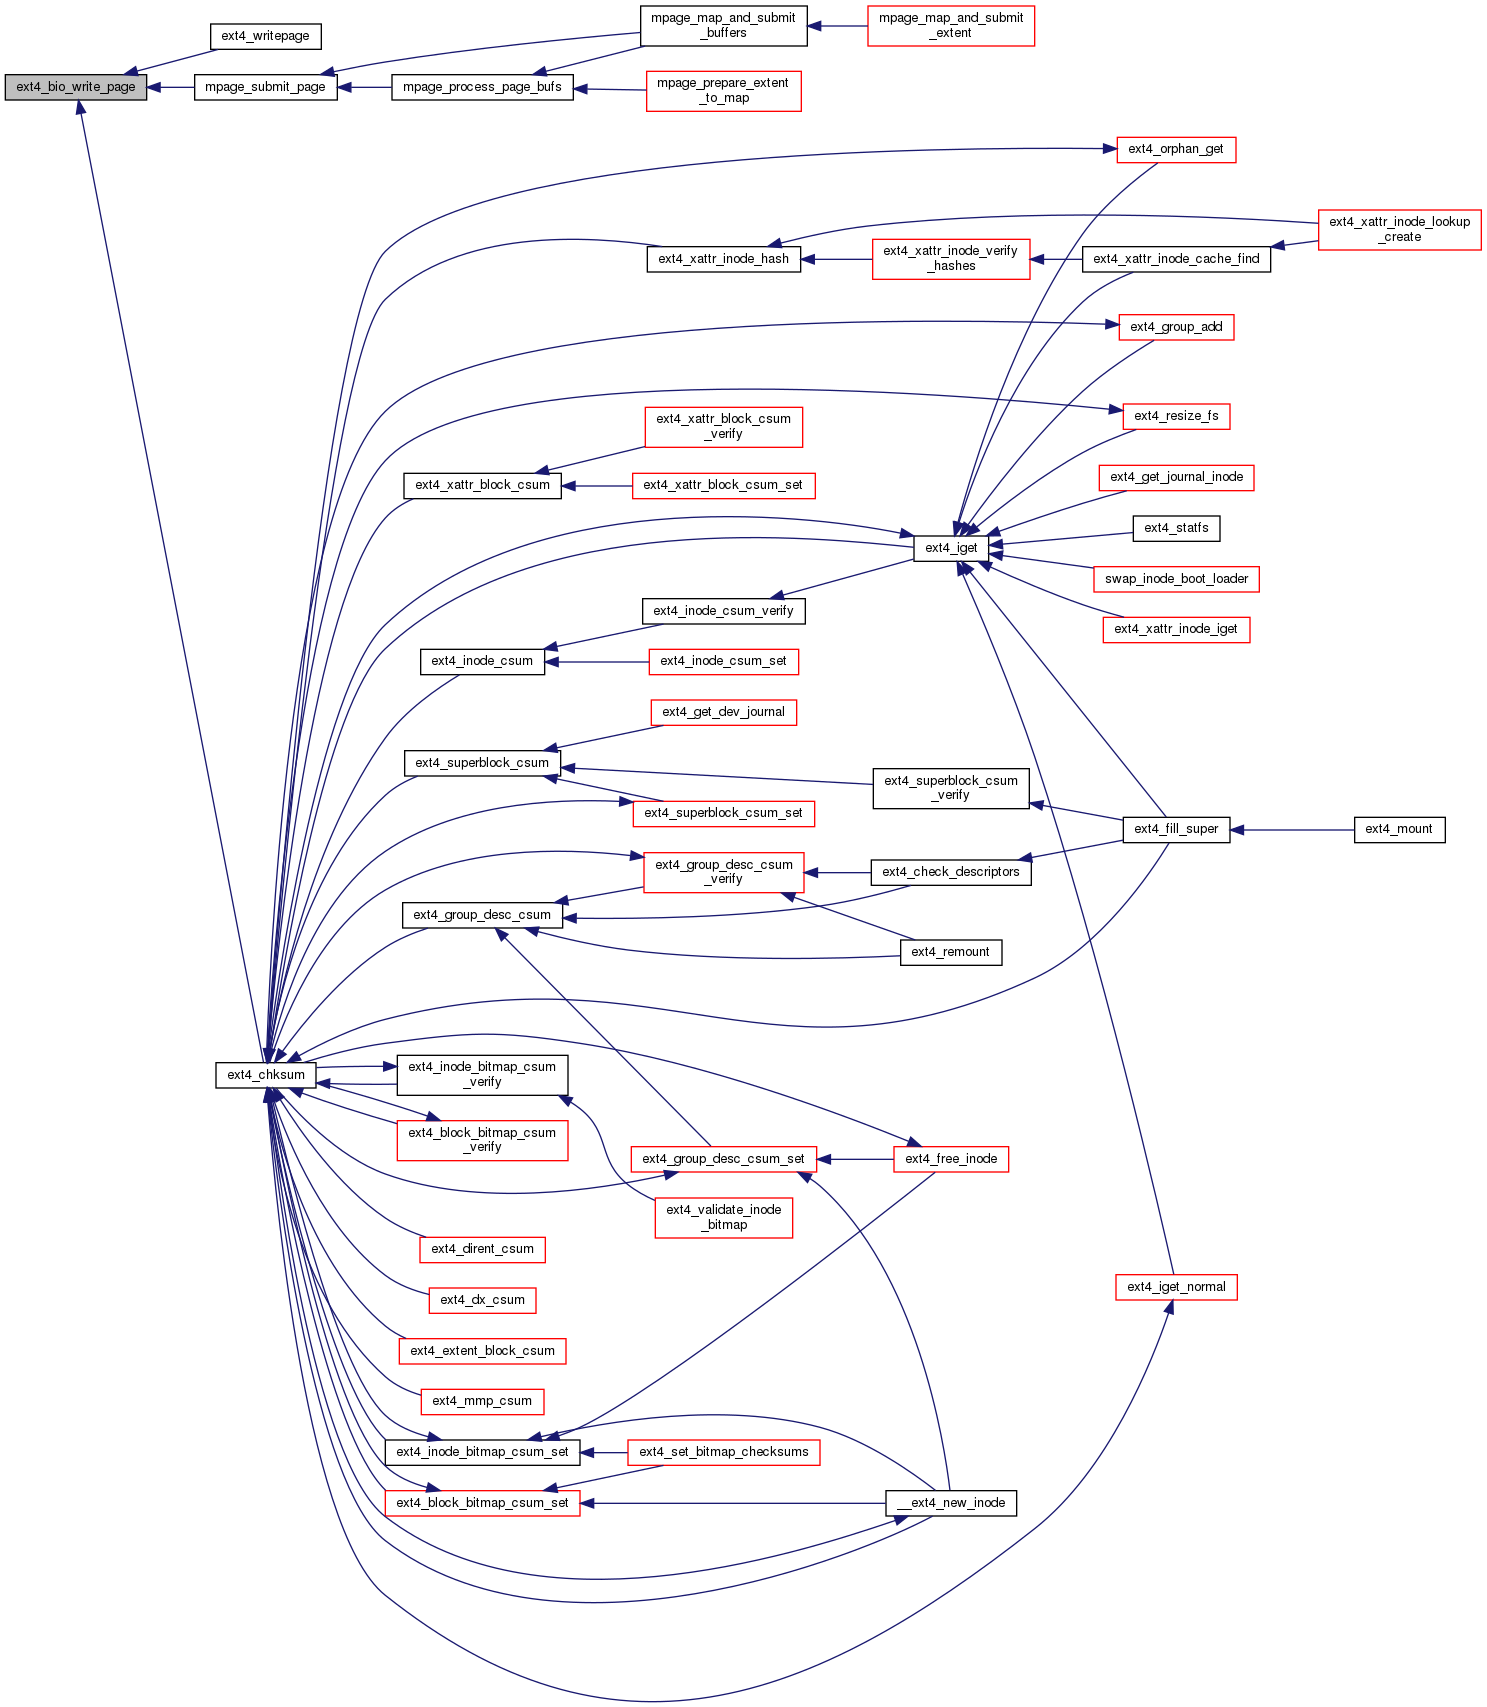 ext4_writepage
ext4_bio_write_page
mpage_submit_page
mpage_process_page_bufs
mpage_map_and_submit
_buffers
mpage_map_and_submit
_extent
mpage_prepare_extent
_to_map
ext4_orphan_get
ext4_xattr_inode_lookup
_create
ext4_xattr_inode_hash
ext4_xattr_inode_verify
_hashes
ext4_xattr_inode_cache_find
ext4_group_add
ext4_resize_fs
ext4_xattr_block_csum
_verify
ext4_xattr_block_csum
ext4_xattr_block_csum_set
ext4_get_journal_inode
ext4_statfs
ext4_iget
swap_inode_boot_loader
ext4_xattr_inode_iget
ext4_inode_csum_verify
ext4_inode_csum
ext4_inode_csum_set
ext4_get_dev_journal
ext4_superblock_csum
ext4_superblock_csum
_verify
ext4_superblock_csum_set
ext4_fill_super
ext4_mount
ext4_group_desc_csum
_verify
ext4_check_descriptors
ext4_group_desc_csum
ext4_remount
ext4_chksum
ext4_inode_bitmap_csum
_verify
ext4_block_bitmap_csum
_verify
ext4_group_desc_csum_set
ext4_free_inode
ext4_validate_inode
_bitmap
ext4_dirent_csum
ext4_iget_normal
ext4_dx_csum
ext4_extent_block_csum
ext4_mmp_csum
ext4_inode_bitmap_csum_set
ext4_set_bitmap_checksums
ext4_block_bitmap_csum_set
__ext4_new_inode